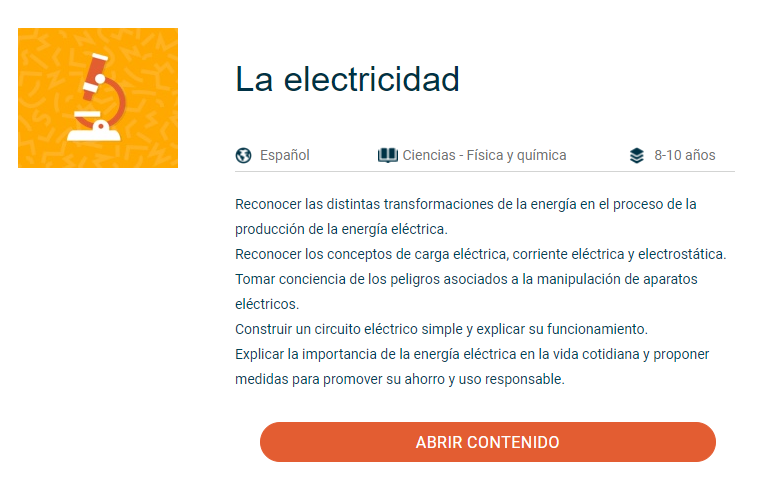 La electricidad
Español
Ciencias - Física y química
8-10 años
Reconocer las distintas transformaciones de la energía en el proceso de la
producción de la energía eléctrica.
Reconocer los conceptos de carga eléctrica, corriente eléctrica y electrostática.
Tomar conciencia de los peligros asociados a la manipulación de aparatos
eléctricos.
Construir un circuito eléctrico simple y explicar su funcionamiento.
Explicar la importancia de la energía eléctrica en la vida cotidiana y proponer
medidas para promover su ahorro y uso responsable.
ABRIR CONTENIDO